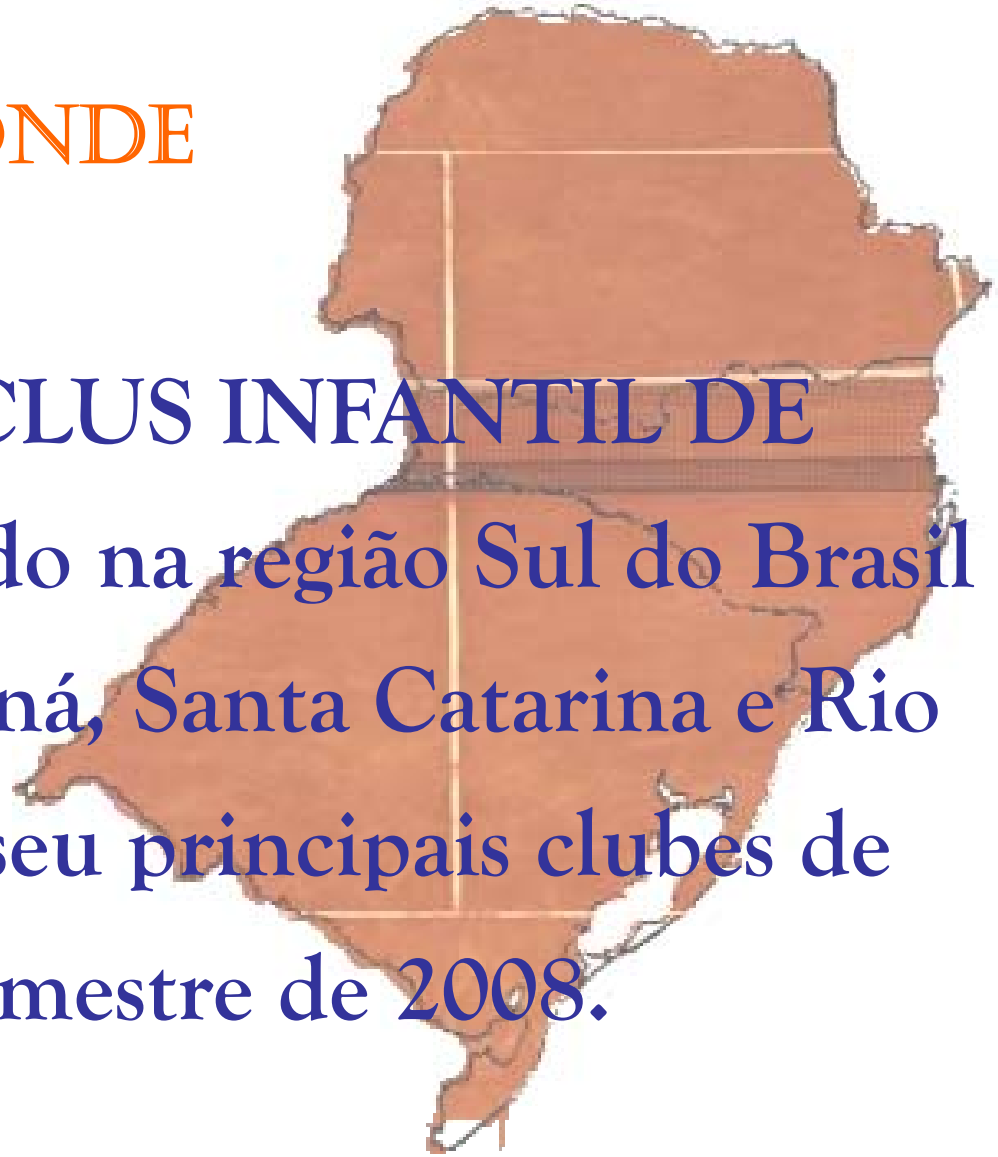 ONDE
CLUS INFANTIL DE
do na região Sul do Brasil
ná, Santa Catarina e Rio
seu principais clubes de
mestre de 2008.